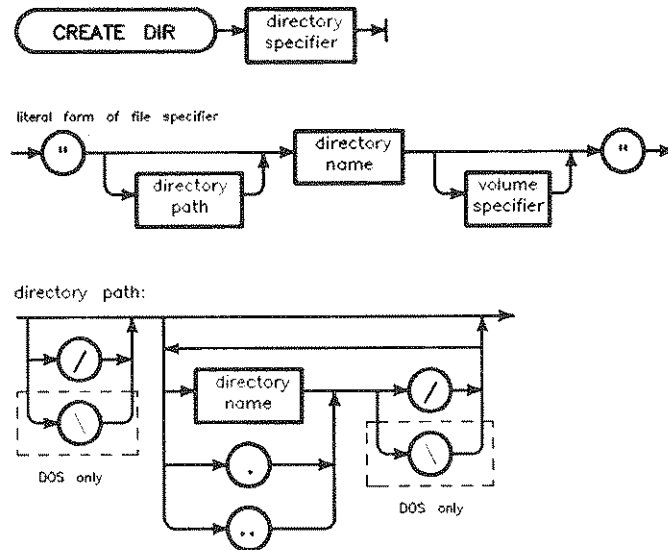 CREATE DIR
directory
specifier
literal form of file specifier
"
directory
path
directory
name
volume
specifier
"
directory path:
/
\
DOS only
directory
name
.
..
/
\
DOS only